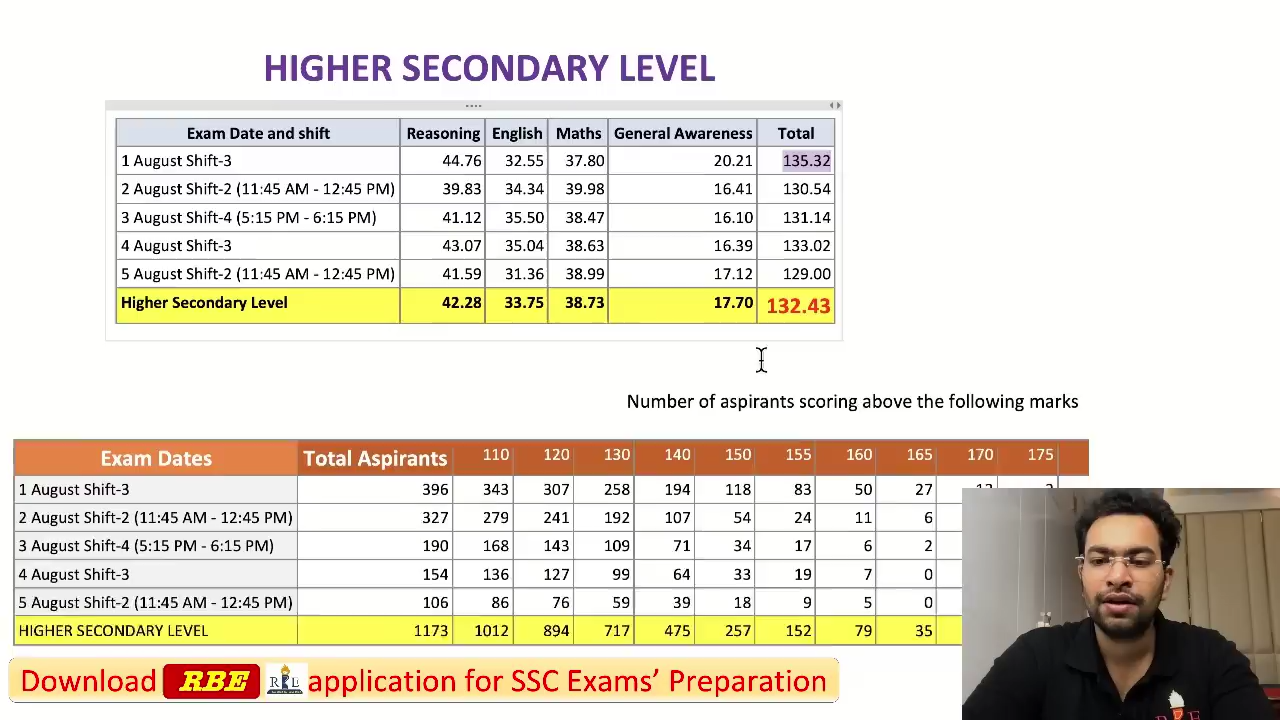 HIGHER SECONDARY LEVEL
Exam Date and shift Reasoning English Maths General Awareness Total
1 August Shift-3 44.76 32.55 37.80 20.21 135.32
2 August Shift-2 (11:45 AM - 12:45 PM) 39.83 34.34 39.98 16.41 130.54
3 August Shift-4 (5:15 PM - 6:15 PM) 41.12 35.50 38.47 16.10 131.14
4 August Shift-3 43.07 35.04 38.63 16.39 133.02
5 August Shift-2 (11:45 AM - 12:45 PM) 41.59 31.36 38.99 17.12 129.00
Higher Secondary Level 42.28 33.75 38.73 17.70 132.43
Number of aspirants scoring above the following marks
Exam Dates Total Aspirants 110 120 130 140 150 155 160 165 170 175
1 August Shift-3 396 343 307 258 194 118 83 50 27
2 August Shift-2 (11:45 AM - 12:45 PM) 327 279 241 192 107 54 24 11 6
3 August Shift-4 (5:15 PM - 6:15 PM) 190 168 143 109 71 34 17 6 2
4 August Shift-3 154 136 127 99 64 33 19 7 0
5 August Shift-2 (11:45 AM - 12:45 PM) 106 86 76 59 39 18 9 5 0
HIGHER SECONDARY LEVEL 1173 1012 894 717 475 257 152 79 35
Download RBE RBE application for SSC Exams' Preparation